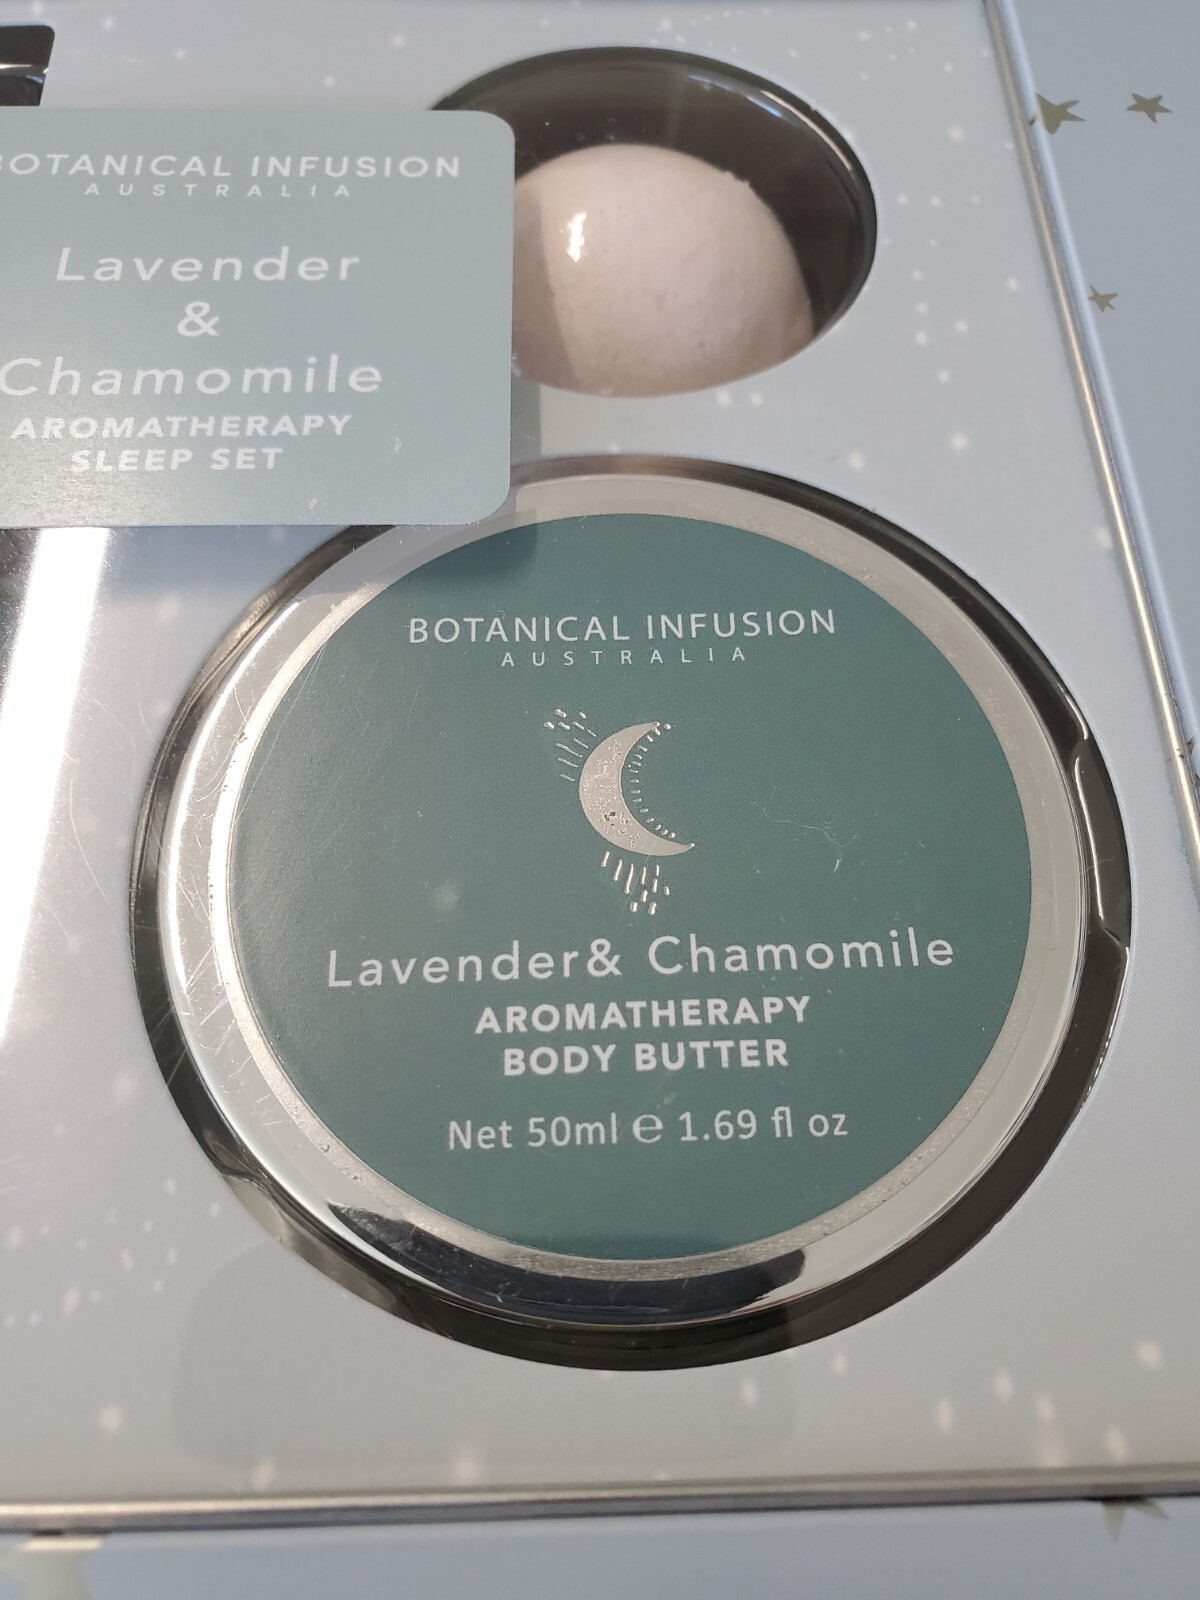 BOTANICAL INFUSION
AUSTRALIA
Lavender
&
Chamomile
AROMATHERAPY
SLEEP SET
BOTANICAL INFUSION
AUSTRALIA
Lavender& Chamomile
AROMATHERAPY
BODY BUTTER
Net 50ml ℮ 1.69 fl oz